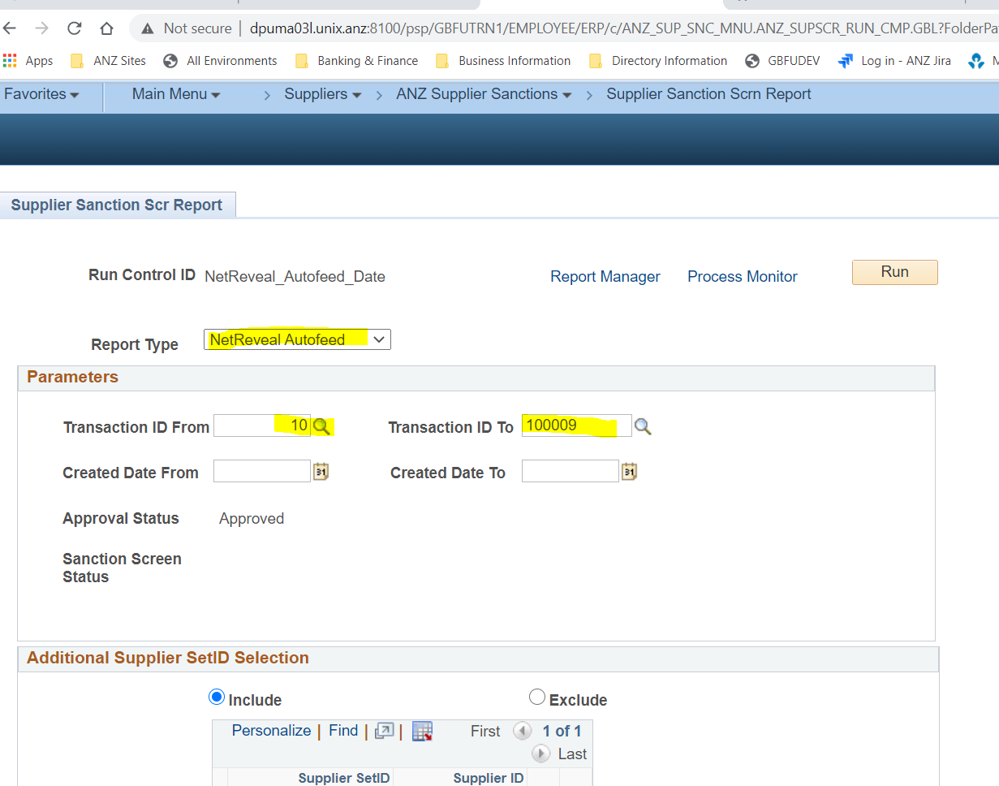 Not secure | dpuma03l.unix.anz:8100/psp/GBFUTRN1/EMPLOYEE/ERP/c/ANZ_SUP_SNC_MNU.ANZ_SUPSCR_RUN_CMP.GBL?FolderPa
Apps ANZ Sites All Environments Banking & Finance Business Information Directory Information GBFUDEV Log in - ANZ Jira M
Favorites Main Menu > Suppliers > ANZ Supplier Sanctions > Supplier Sanction Scrn Report
Supplier Sanction Scr Report
Run Control ID NetReveal_Autofeed_Date Report Manager Process Monitor Run
Report Type NetReveal Autofeed
Parameters
Transaction ID From 10 Transaction ID To 100009
Created Date From 31 Created Date To 31
Approval Status Approved
Sanction Screen
Status
Additional Supplier SetID Selection
Include Exclude
Personalize | Find | | First 1 of 1
Last
Supplier SetID Supplier ID